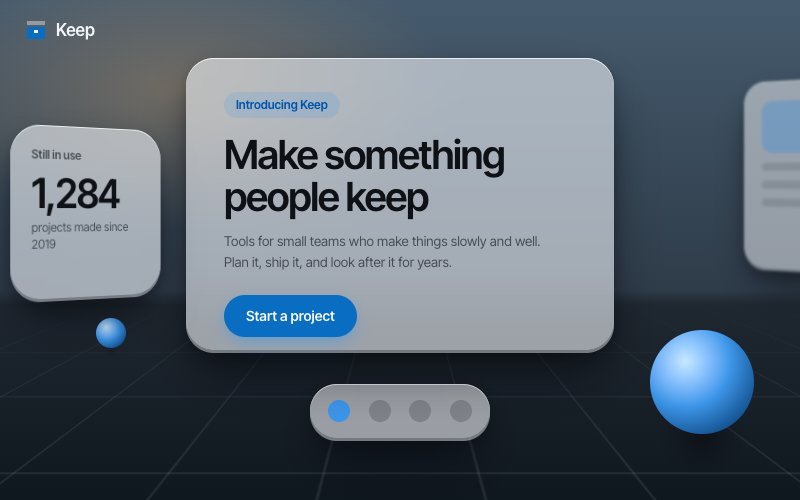 Keep
Introducing Keep
Make something
people keep
Tools for small teams who make things slowly and well.
Plan it, ship it, and look after it for years.
Start a project
Still in use
1,284
projects made since
2019